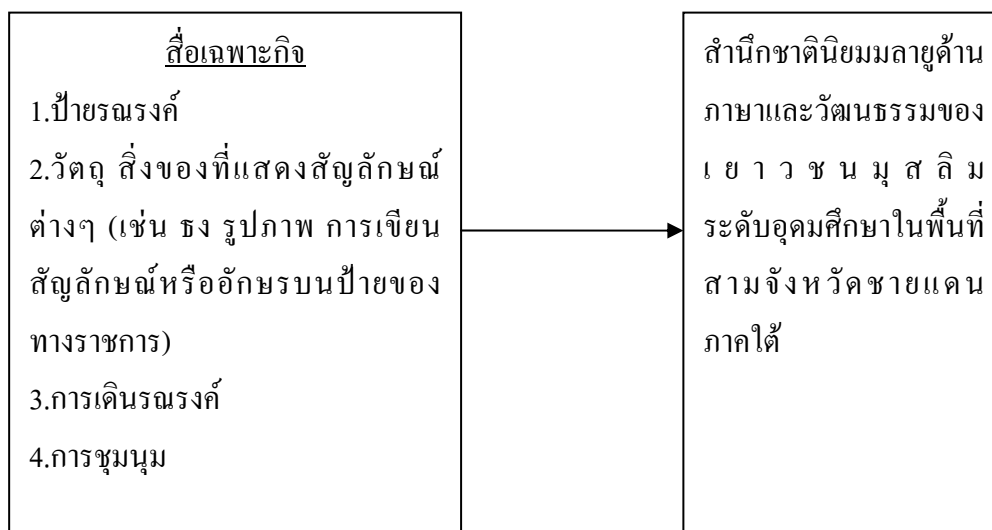 สื่อเฉพาะกิจ
1.ป้ายรณรงค์
2.วัตถุ สิ่งของที่แสดงสัญลักษณ์
ต่างๆ (เช่น ธง รูปภาพ การเขียน
สัญลักษณ์หรืออักษรบนป้ายของ
ทางราชการ)
3.การเดินรณรงค์
4.การชุมนุม
สำนึกชาตินิยมมลายูด้าน
ภาษาและวัฒนธรรมของ
เยาวชนมุสลิม
ระดับอุดมศึกษาในพื้นที่
สามจังหวัดชายแดน
ภาคใต้